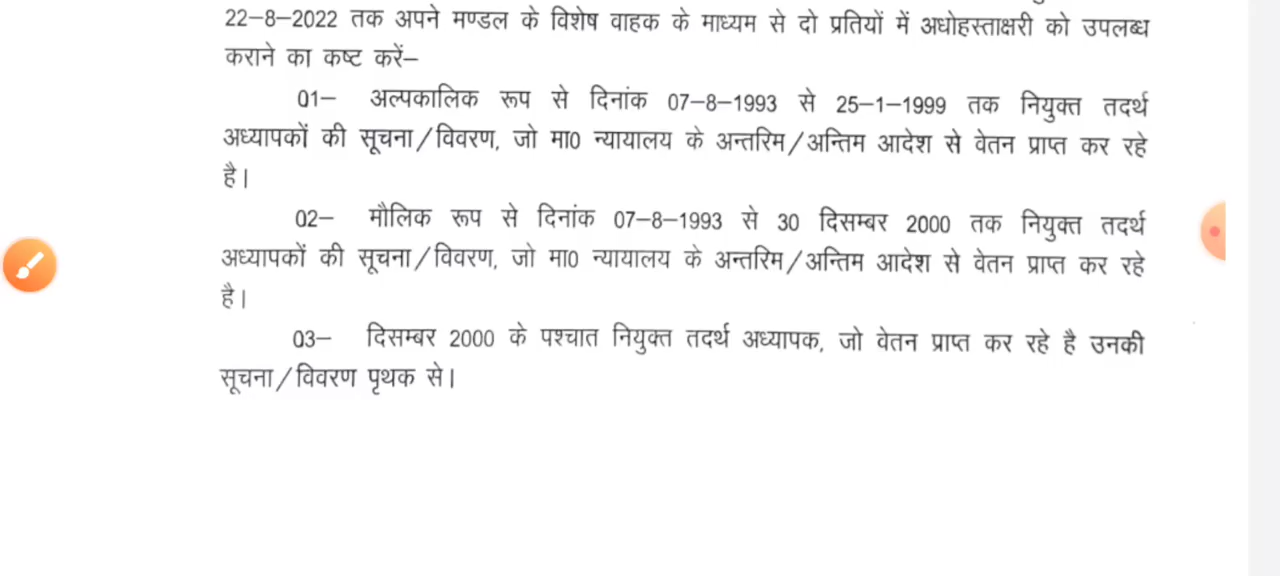 22–8–2022 तक अपने मण्डल के विशेष वाहक के माध्यम से दो प्रतियों में अधोहस्ताक्षरी को उपलब्ध
कराने का कष्ट करें–
01– अल्पकालिक रूप से दिनांक 07–8–1993 से 25–1–1999 तक नियुक्त तदर्थ
अध्यापकों की सूचना/विवरण, जो मा0 न्यायालय के अन्तरिम/अन्तिम आदेश से वेतन प्राप्त कर रहे
है।
02– मौलिक रूप से दिनांक 07–8–1993 से 30 दिसम्बर 2000 तक नियुक्त तदर्थ
अध्यापकों की सूचना/विवरण, जो मा0 न्यायालय के अन्तरिम/अन्तिम आदेश से वेतन प्राप्त कर रहे
है।
03– दिसम्बर 2000 के पश्चात नियुक्त तदर्थ अध्यापक, जो वेतन प्राप्त कर रहे है उनकी
सूचना/विवरण पृथक से।